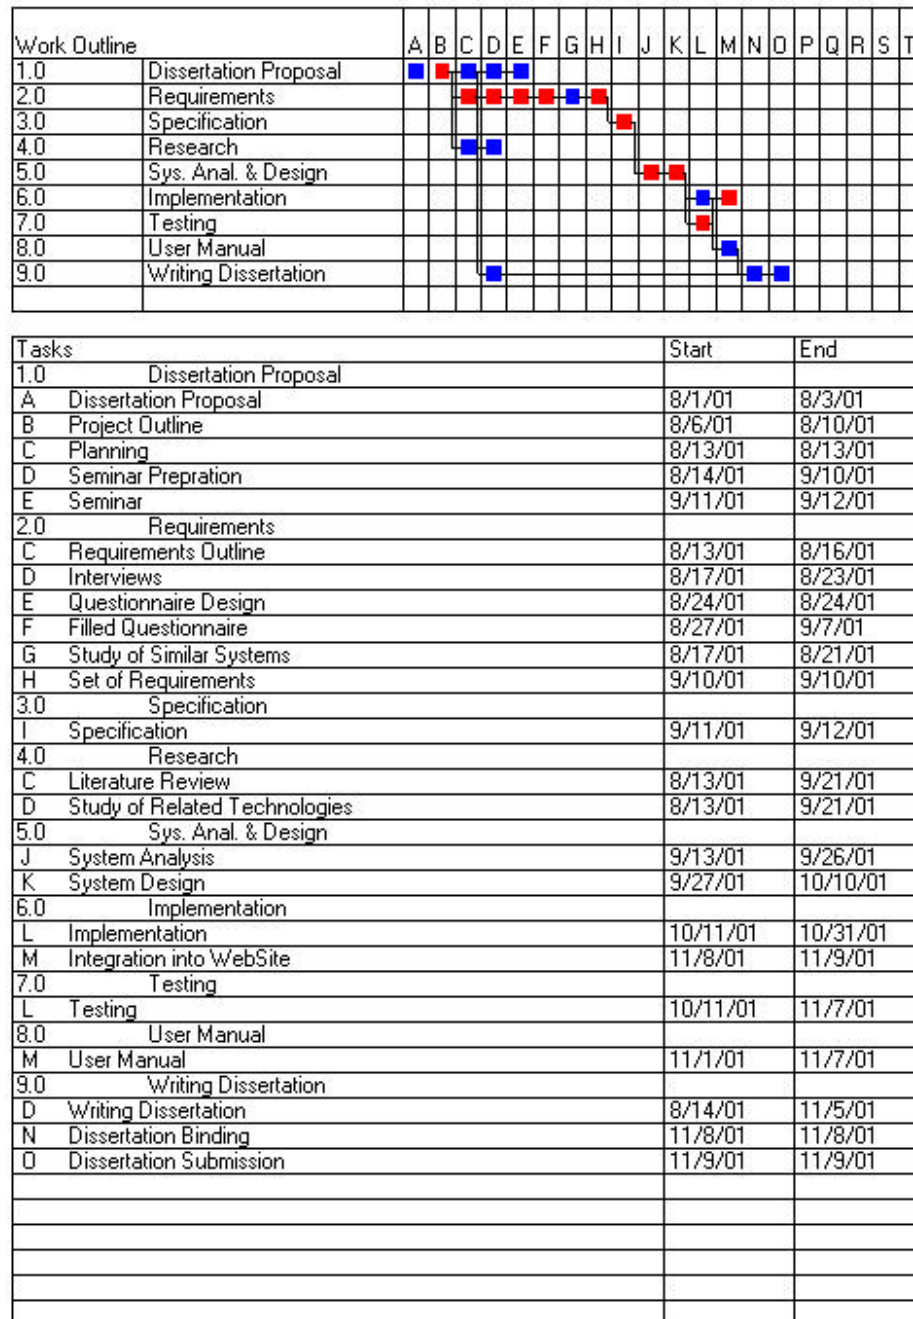 Work Outline A B C D E F G H I J K L M N O P Q R S T
1.0 Dissertation Proposal
2.0 Requirements
3.0 Specification
4.0 Research
5.0 Sys. Anal. & Design
6.0 Implementation
7.0 Testing
8.0 User Manual
9.0 Writing Dissertation
Tasks Start End
1.0 Dissertation Proposal
A Dissertation Proposal 8/1/01 8/3/01
B Project Outline 8/6/01 8/10/01
C Planning 8/13/01 8/13/01
D Seminar Prepration 8/14/01 9/10/01
E Seminar 9/11/01 9/12/01
2.0 Requirements
C Requirements Outline 8/13/01 8/16/01
D Interviews 8/17/01 8/23/01
E Questionnaire Design 8/24/01 8/24/01
F Filled Questionnaire 8/27/01 9/7/01
G Study of Similar Systems 8/17/01 8/21/01
H Set of Requirements 9/10/01 9/10/01
3.0 Specification
I Specification 9/11/01 9/12/01
4.0 Research
C Literature Review 8/13/01 9/21/01
D Study of Related Technologies 8/13/01 9/21/01
5.0 Sys. Anal. & Design
J System Analysis 9/13/01 9/26/01
K System Design 9/27/01 10/10/01
6.0 Implementation
L Implementation 10/11/01 10/31/01
M Integration into WebSite 11/8/01 11/9/01
7.0 Testing
L Testing 10/11/01 11/7/01
8.0 User Manual
M User Manual 11/1/01 11/7/01
9.0 Writing Dissertation
D Writing Dissertation 8/14/01 11/5/01
N Dissertation Binding 11/8/01 11/8/01
O Dissertation Submission 11/9/01 11/9/01